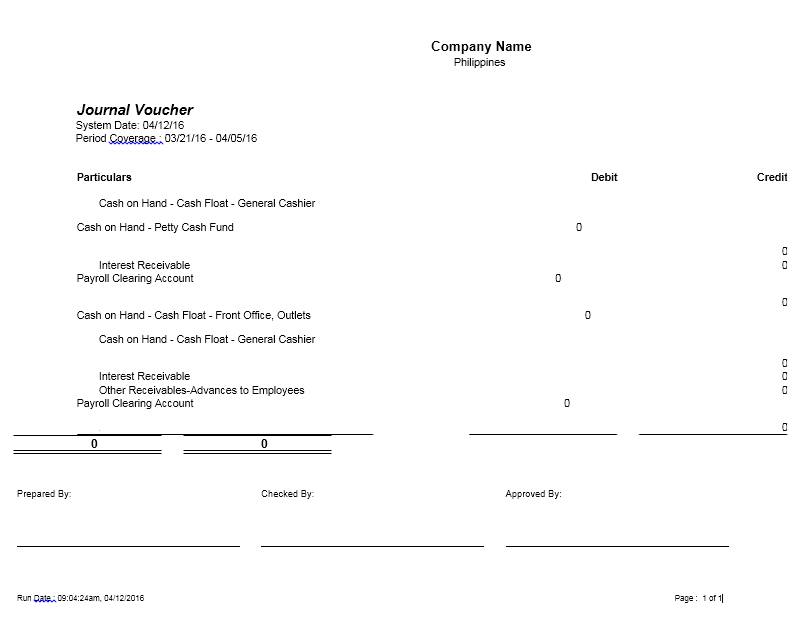 Company Name
Philippines
Journal Voucher
System Date: 04/12/16
Period Coverage : 03/21/16 - 04/05/16
Particulars Debit Credit
Cash on Hand - Cash Float - General Cashier
Cash on Hand - Petty Cash Fund 0
0
Interest Receivable 0
Payroll Clearing Account 0
0
Cash on Hand - Cash Float - Front Office, Outlets 0
Cash on Hand - Cash Float - General Cashier
0
Interest Receivable 0
Other Receivables-Advances to Employees 0
Payroll Clearing Account 0
0
0 0
Prepared By: Checked By: Approved By:
Run Date : 09:04:24am, 04/12/2016 Page : 1 of 1